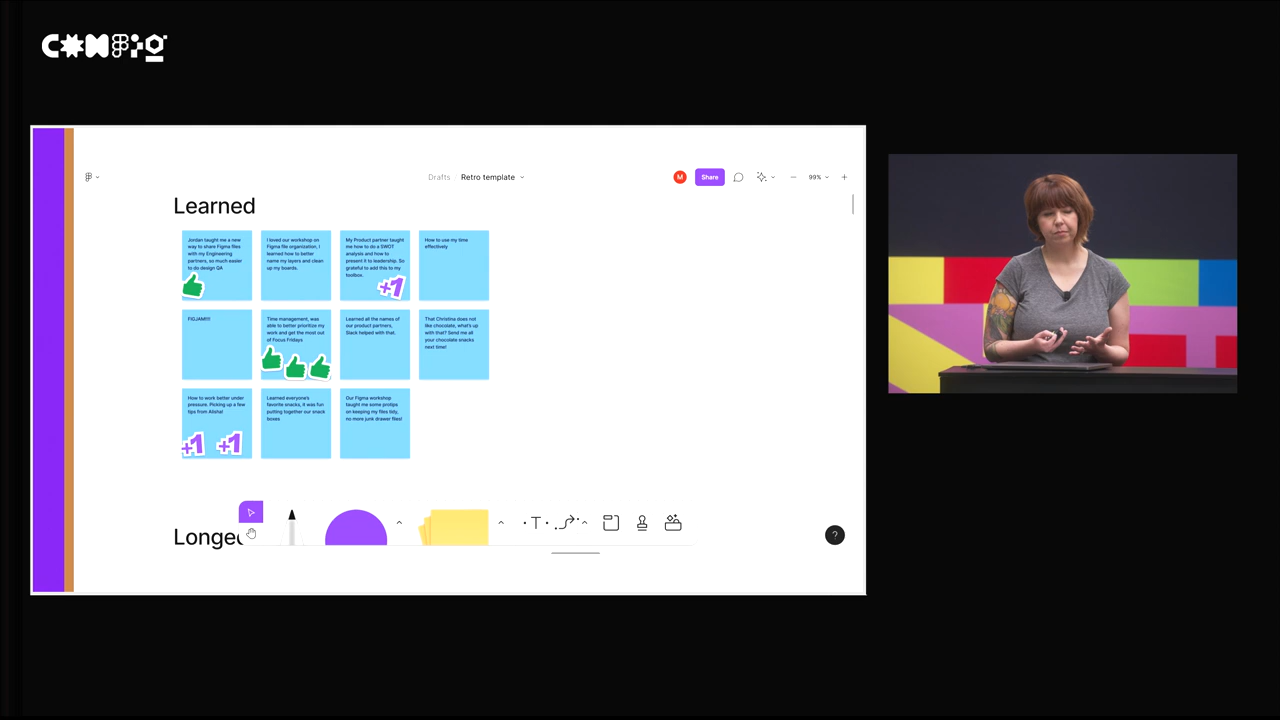 CONFIG
Drafts
Retro template
M
Share
99%
Learned
Jordan taught me a new
way to share Figma files
with my Engineering
partners, so much easier
to do design QA
I loved our workshop on
Figma file organization, I
learned how to better
name my layers and clean
up my boards.
My Product partner taught
me how to do a SWOT
analysis and how to
present it to leadership. So
grateful to add this to my
toolbox.
+1
How to use my time
effectively
FIGJAM!!!!
Time management, was
able to better prioritize my
work and get the most out
of Focus Fridays
Learned all the names of
our product partners,
Slack helped with that.
That Christina does not
like chocolate, what's up
with that? Send me all
your chocolate snacks
next time!
How to work better under
pressure. Picking up a few
tips from Alisha!
+1 +1
Learned everyone's
favorite snacks, it was fun
putting together our snack
boxes
Our Figma workshop
taught me some protips
on keeping my files tidy,
no more junk drawer files!
Longe
T
?